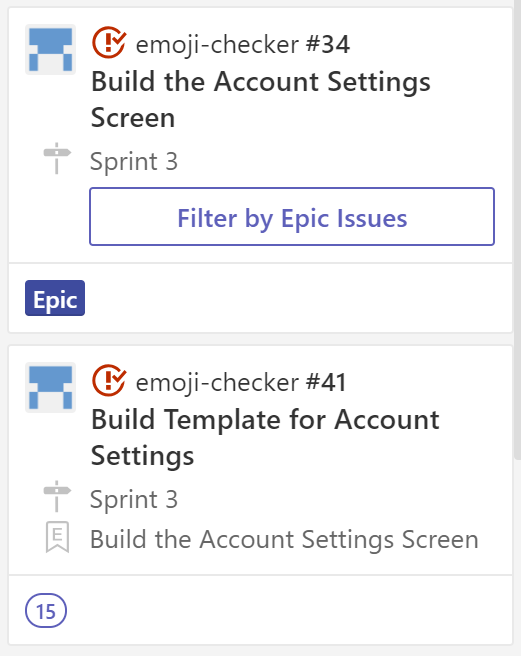 emoji-checker #34
Build the Account Settings
Screen
Sprint 3
Filter by Epic Issues
Epic
emoji-checker #41
Build Template for Account
Settings
Sprint 3
E Build the Account Settings Screen
15